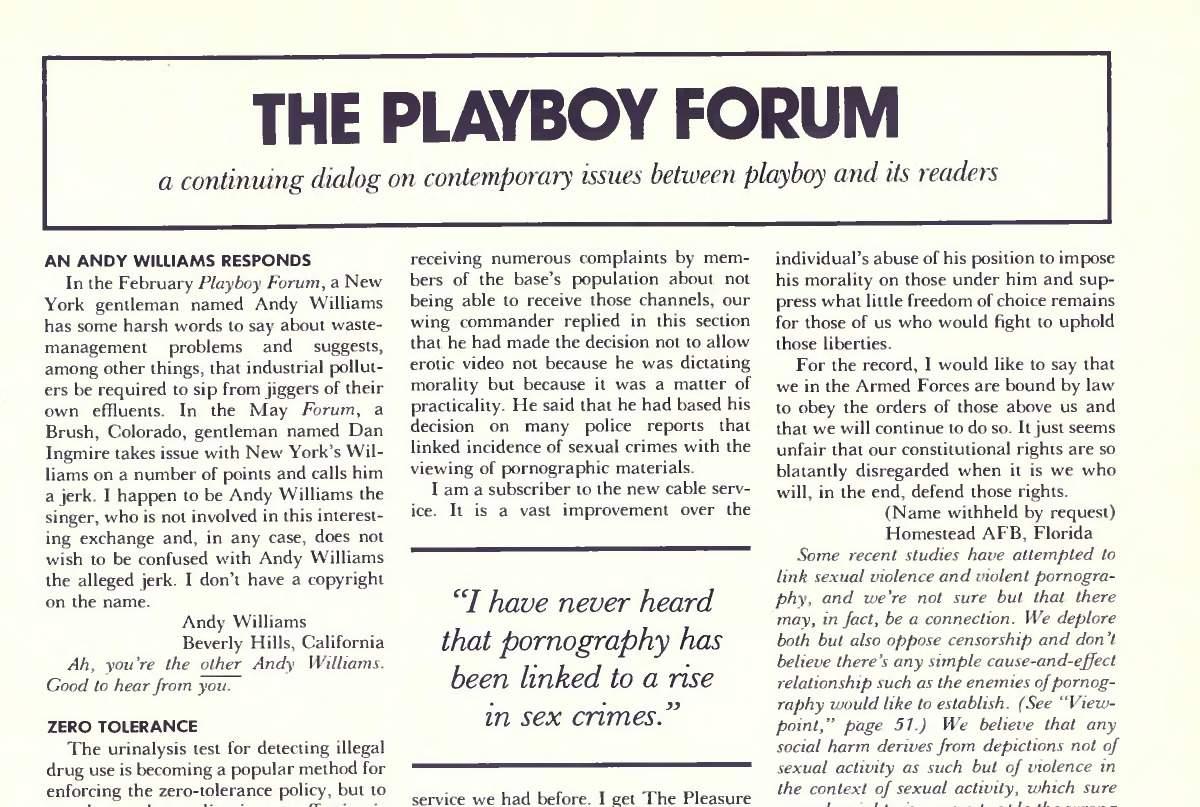 THE PLAYBOY FORUM
a continuing dialog on contemporary issues between playboy and its readers
AN ANDY WILLIAMS RESPONDS
In the February Playboy Forum, a New
York gentleman named Andy Williams
has some harsh words to say about waste-
management problems and suggests,
among other things, that industrial pollut-
ers be required to sip from jiggers of their
own effluents. In the May Forum, a
Brush, Colorado, gentleman named Dan
Ingmire takes issue with New York's Wil-
liams on a number of points and calls him
a jerk. I happen to be Andy Williams the
singer, who is not involved in this interest-
ing exchange and, in any case, does not
wish to be confused with Andy Williams
the alleged jerk. I don't have a copyright
on the name.
Andy Williams
Beverly Hills, California
Ah, you're the other Andy Williams.
Good to hear from you.
ZERO TOLERANCE
The urinalysis test for detecting illegal
drug use is becoming a popular method for
enforcing the zero-tolerance policy, but to
receiving numerous complaints by mem-
bers of the base's population about not
being able to receive those channels, our
wing commander replied in this section
that he had made the decision not to allow
erotic video not because he was dictating
morality but because it was a matter of
practicality. He said that he had based his
decision on many police reports that
linked incidence of sexual crimes with the
viewing of pornographic materials.
I am a subscriber to the new cable serv-
ice. It is a vast improvement over the
"I have never heard
that pornography has
been linked to a rise
in sex crimes."
service we had before. I get The Pleasure
individual's abuse of his position to impose
his morality on those under him and sup-
press what little freedom of choice remains
for those of us who would fight to uphold
those liberties.
For the record, I would like to say that
we in the Armed Forces are bound by law
to obey the orders of those above us and
that we will continue to do so. It just seems
unfair that our constitutional rights are so
blatantly disregarded when it is we who
will, in the end, defend those rights.
(Name withheld by request)
Homestead AFB, Florida
Some recent studies have attempted to
link sexual violence and violent pornogra-
phy, and we're not sure but that there
may, in fact, be a connection. We deplore
both but also oppose censorship and don't
believe there's any simple cause-and-effect
relationship such as the enemies of pornog-
raphy would like to establish. (See "View-
point," page 51.) We believe that any
social harm derives from depictions not of
sexual activity as such but of violence in
the context of sexual activity, which sure